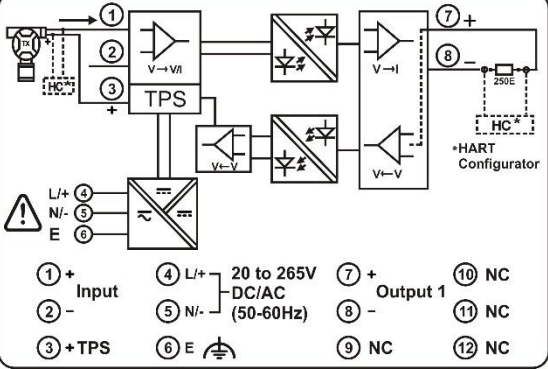 TX
+
HC*
1
2
3
+
V→V/I
TPS
V→I
7
+
8
−
250E
HC*
*HART
Configurator
V←V
V←V
L/+ 4
N/- 5
E 6
1 + Input
2 −
3 + TPS
4 L/+ 20 to 265V
DC/AC
5 N/- (50-60Hz)
6 E
7 + Output 1
8 −
9 NC
10 NC
11 NC
12 NC